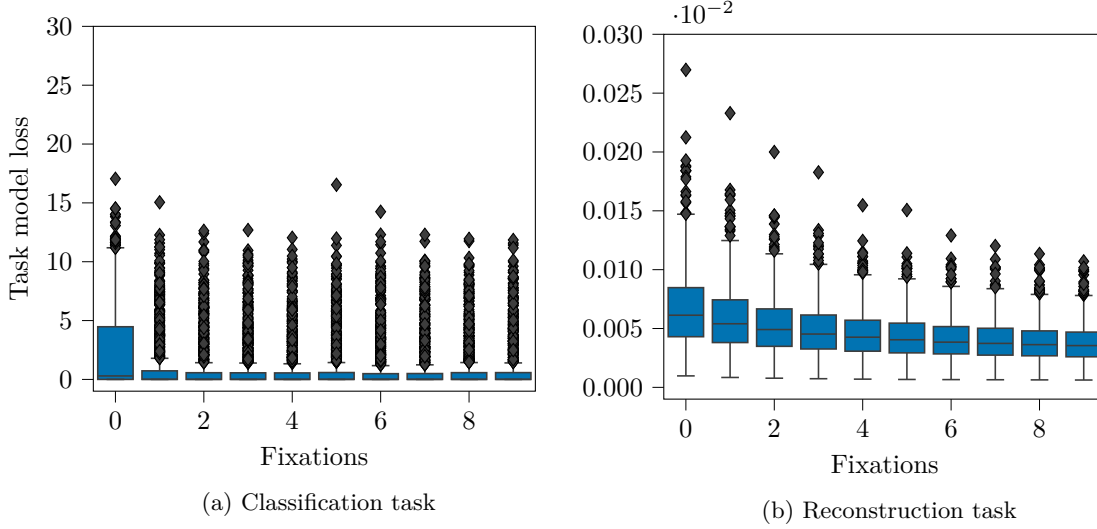 30
25
20
15
10
5
0
Task model loss
0 2 4 6 8
Fixations
(a) Classification task
·10−2
0.030
0.025
0.020
0.015
0.010
0.005
0.000
0 2 4 6 8
Fixations
(b) Reconstruction task